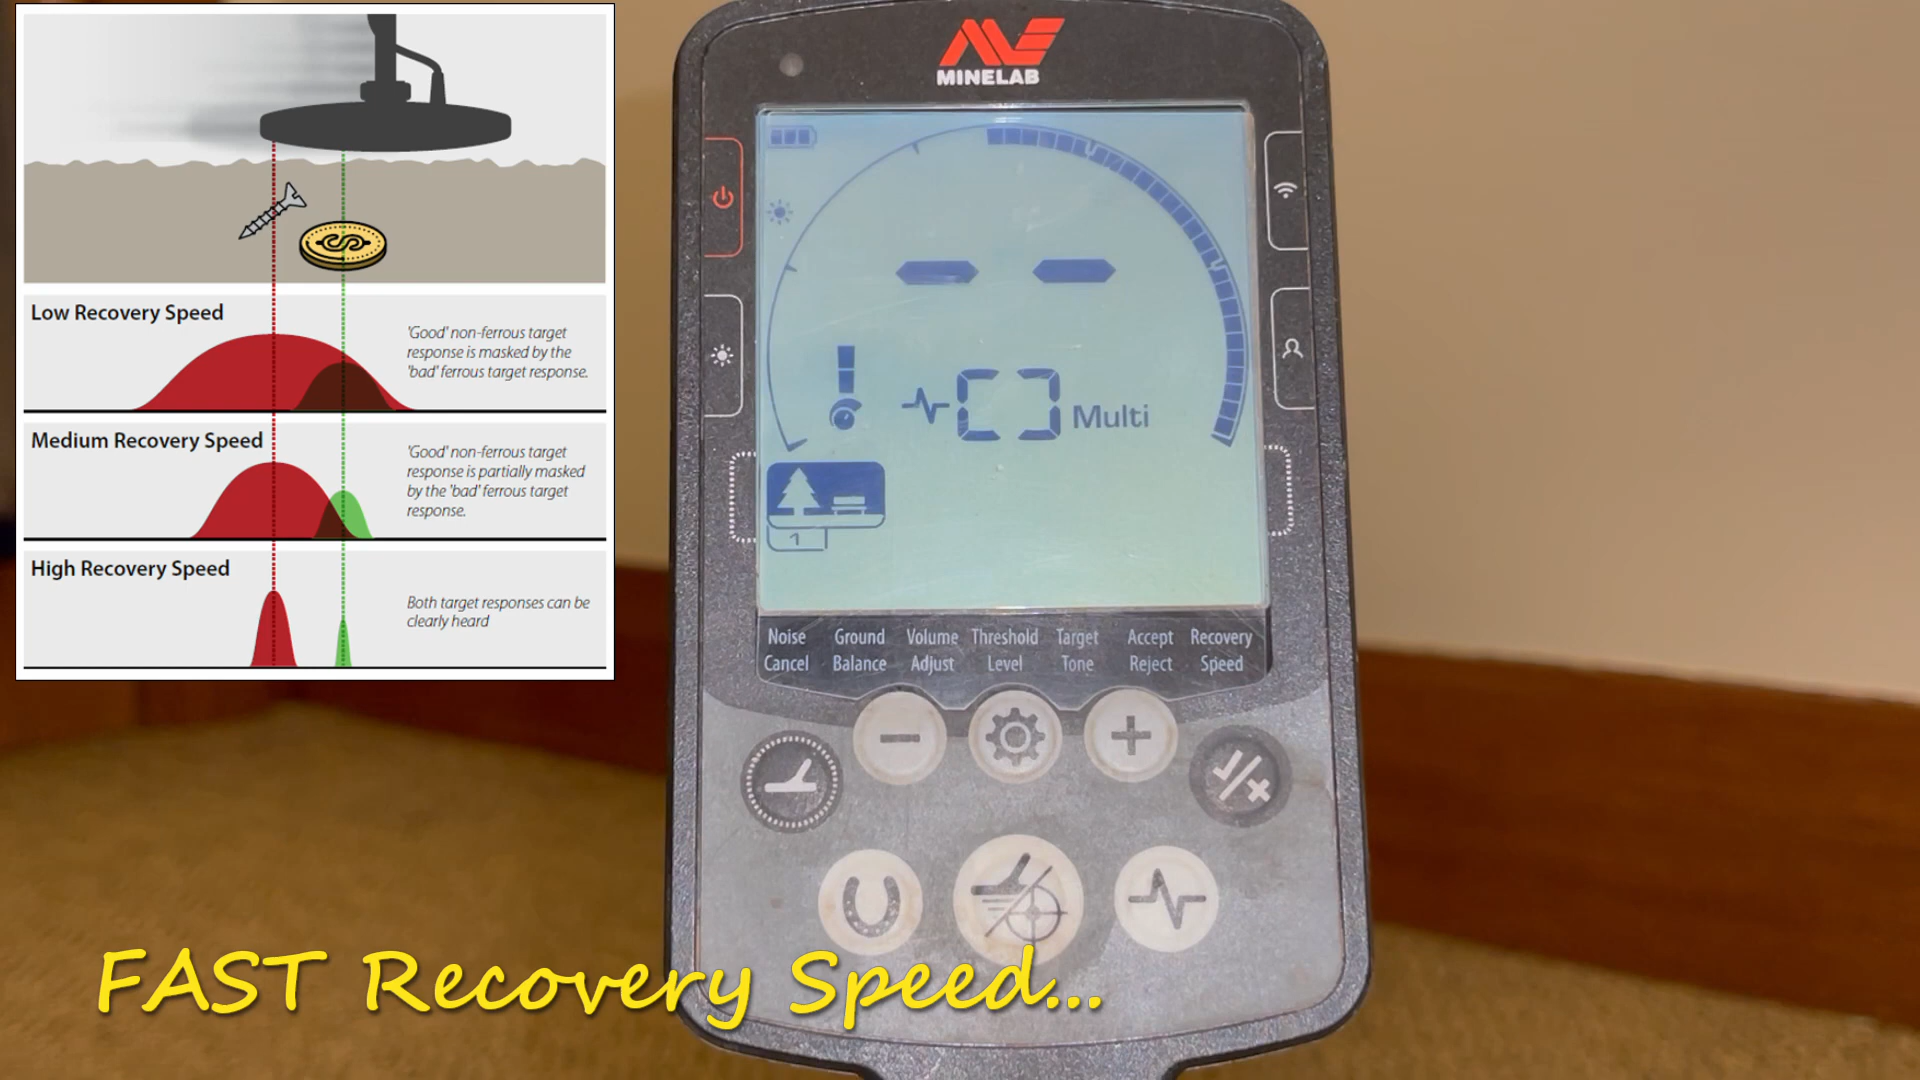 Low Recovery Speed
'Good' non-ferrous target
response is masked by the
'bad' ferrous target response.
Medium Recovery Speed
'Good' non-ferrous target
response is partially masked
by the 'bad' ferrous target
response.
High Recovery Speed
Both target responses can be
clearly heard
MINELAB
Multi
1
Noise Cancel
Ground Balance
Volume Adjust
Threshold Level
Target Tone
Accept Reject
Recovery Speed
FAST Recovery Speed...